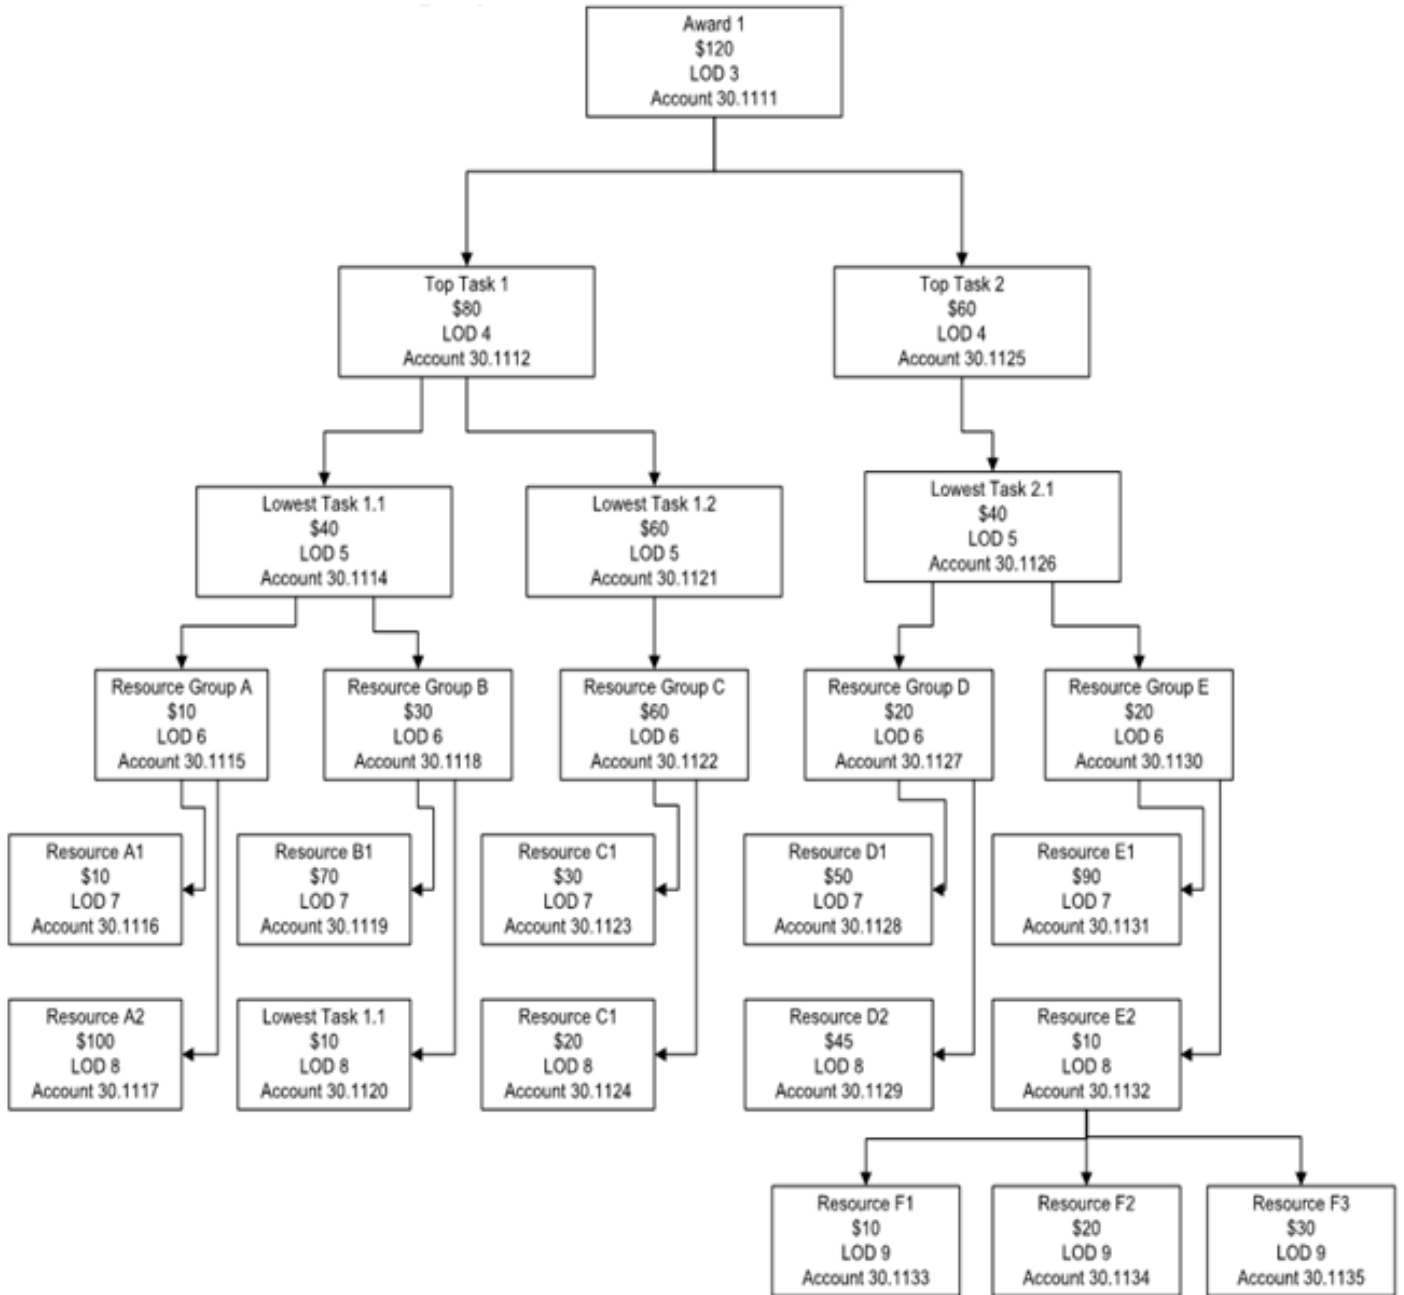 Award 1
$120
LOD 3
Account 30.1111
Top Task 1
$80
LOD 4
Account 30.1112
Top Task 2
$60
LOD 4
Account 30.1125
Lowest Task 1.1
$40
LOD 5
Account 30.1114
Lowest Task 1.2
$60
LOD 5
Account 30.1121
Lowest Task 2.1
$40
LOD 5
Account 30.1126
Resource Group A
$10
LOD 6
Account 30.1115
Resource Group B
$30
LOD 6
Account 30.1118
Resource Group C
$60
LOD 6
Account 30.1122
Resource Group D
$20
LOD 6
Account 30.1127
Resource Group E
$20
LOD 6
Account 30.1130
Resource A1
$10
LOD 7
Account 30.1116
Resource B1
$70
LOD 7
Account 30.1119
Resource C1
$30
LOD 7
Account 30.1123
Resource D1
$50
LOD 7
Account 30.1128
Resource E1
$90
LOD 7
Account 30.1131
Resource A2
$100
LOD 8
Account 30.1117
Lowest Task 1.1
$10
LOD 8
Account 30.1120
Resource C1
$20
LOD 8
Account 30.1124
Resource D2
$45
LOD 8
Account 30.1129
Resource E2
$10
LOD 8
Account 30.1132
Resource F1
$10
LOD 9
Account 30.1133
Resource F2
$20
LOD 9
Account 30.1134
Resource F3
$30
LOD 9
Account 30.1135